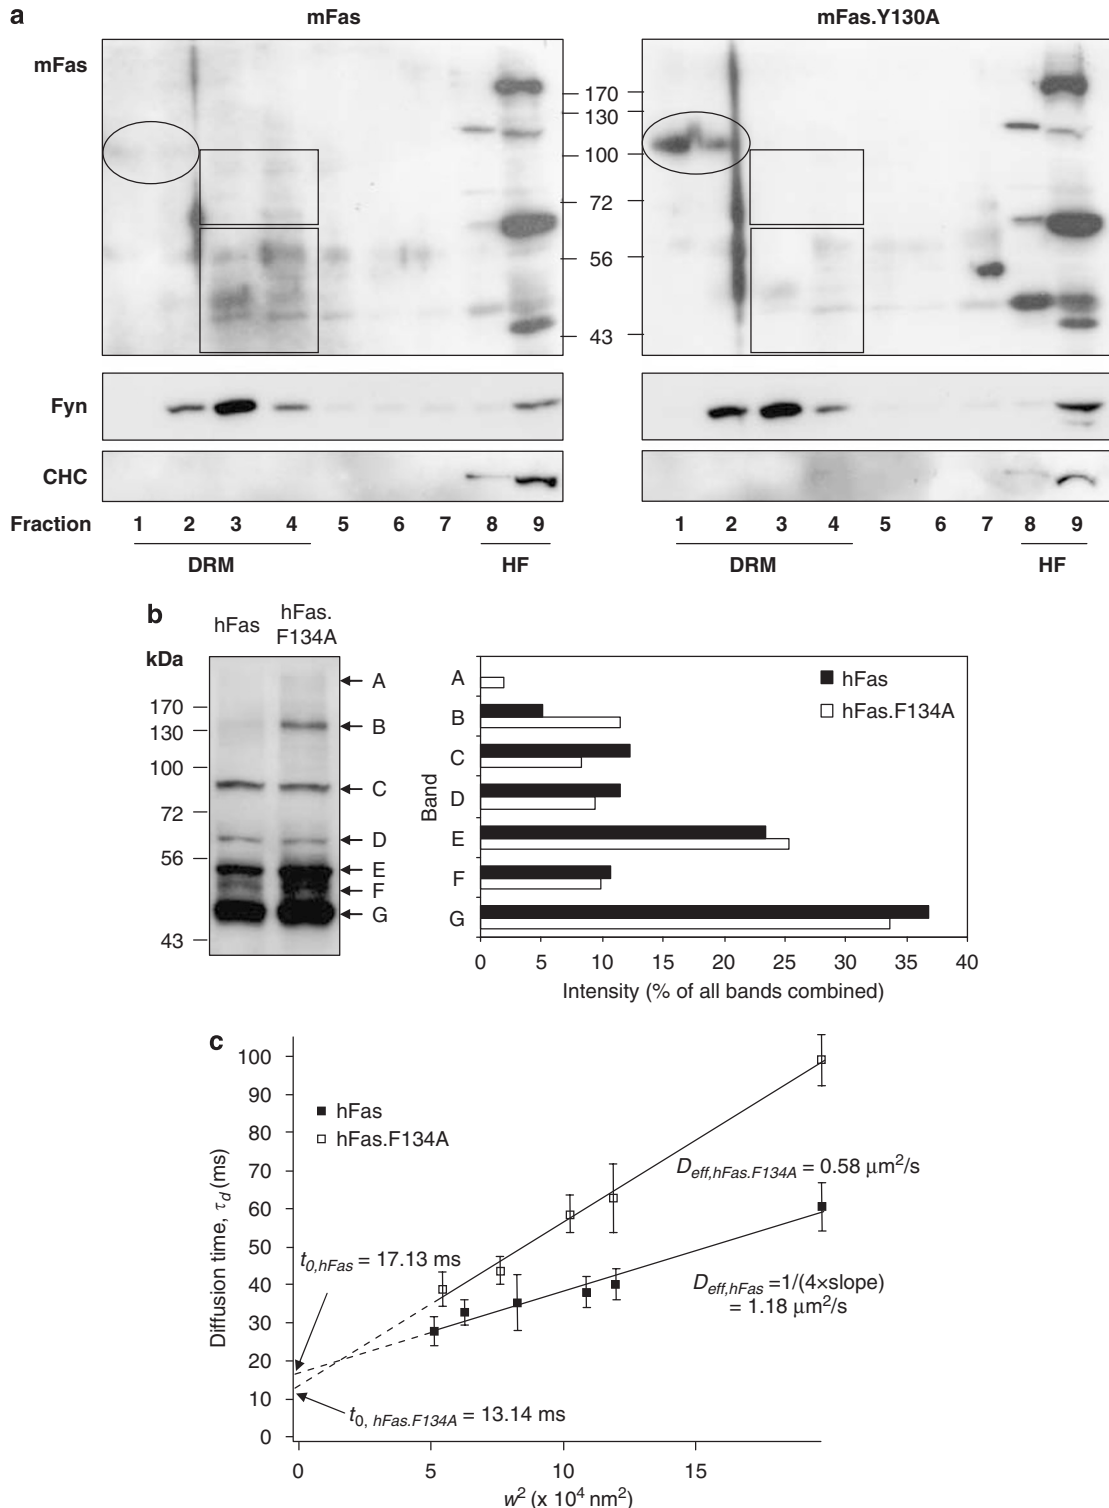 a
mFas
mFas.Y130A
mFas
170
130
100
72
56
43
Fyn
CHC
Fraction 1 2 3 4 5 6 7 8 9 1 2 3 4 5 6 7 8 9
DRM HF DRM HF
b
hFas
hFas.
F134A
kDa
170
130
100
72
56
43
A
B
C
D
E
F
G
Band
A
B
C
D
E
F
G
hFas
hFas.F134A
0 5 10 15 20 25 30 35 40
Intensity (% of all bands combined)
c
Diffusion time, τd (ms)
100
90
80
70
60
50
40
30
20
10
0
hFas
hFas.F134A
Deff,hFas.F134A = 0.58 μm²/s
t0,hFas = 17.13 ms
Deff,hFas =1/(4×slope)
= 1.18 μm²/s
t0, hFas.F134A = 13.14 ms
0 5 10 15
w² (x 10⁴ nm²)